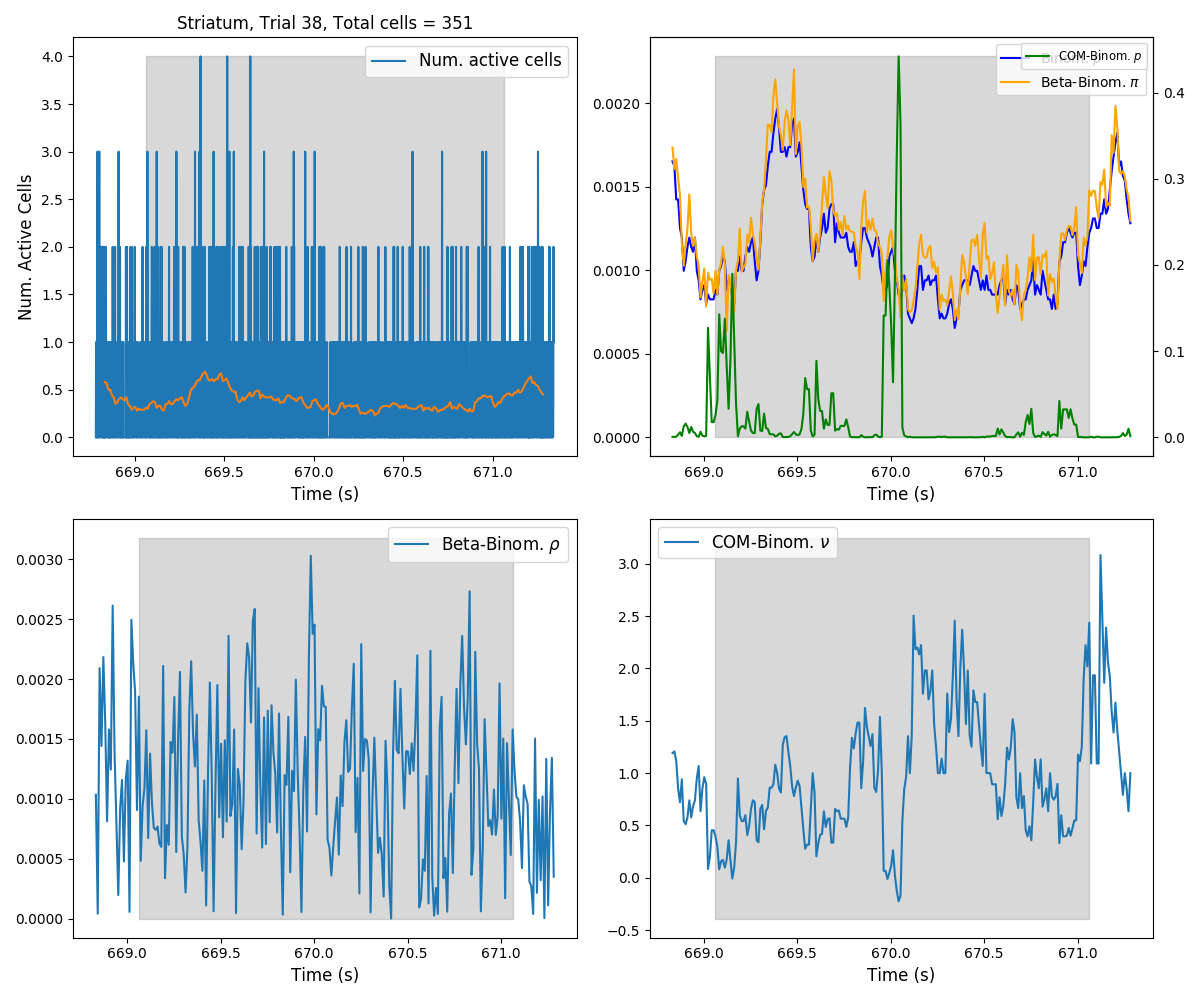 Striatum, Trial 38, Total cells = 351
Num. active cells
4.0
3.5
3.0
2.5
2.0
1.5
1.0
0.5
0.0
Num. Active Cells
669.0 669.5 670.0 670.5 671.0
Time (s)
COM-Binom. p
Binom. p
Beta-Binom. π
0.0020
0.0015
0.0010
0.0005
0.0000
0.4
0.3
0.2
0.1
0.0
669.0 669.5 670.0 670.5 671.0
Time (s)
Beta-Binom. ρ
0.0030
0.0025
0.0020
0.0015
0.0010
0.0005
0.0000
669.0 669.5 670.0 670.5 671.0
Time (s)
COM-Binom. ν
3.0
2.5
2.0
1.5
1.0
0.5
0.0
−0.5
669.0 669.5 670.0 670.5 671.0
Time (s)